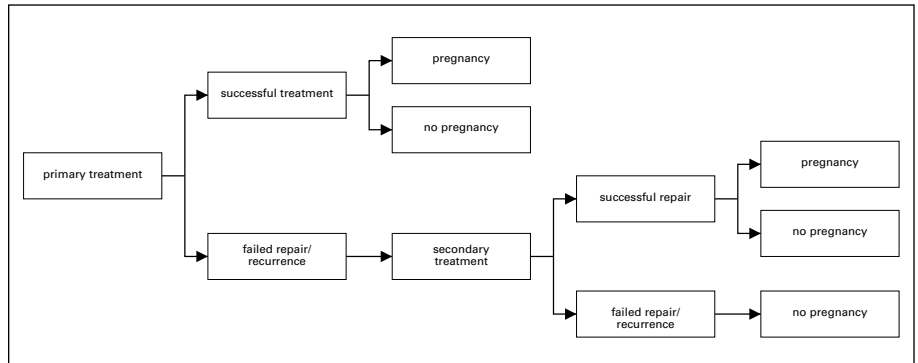 primary treatment
successful treatment
pregnancy
no pregnancy
failed repair/
recurrence
secondary
treatment
successful repair
pregnancy
no pregnancy
failed repair/
recurrence
no pregnancy